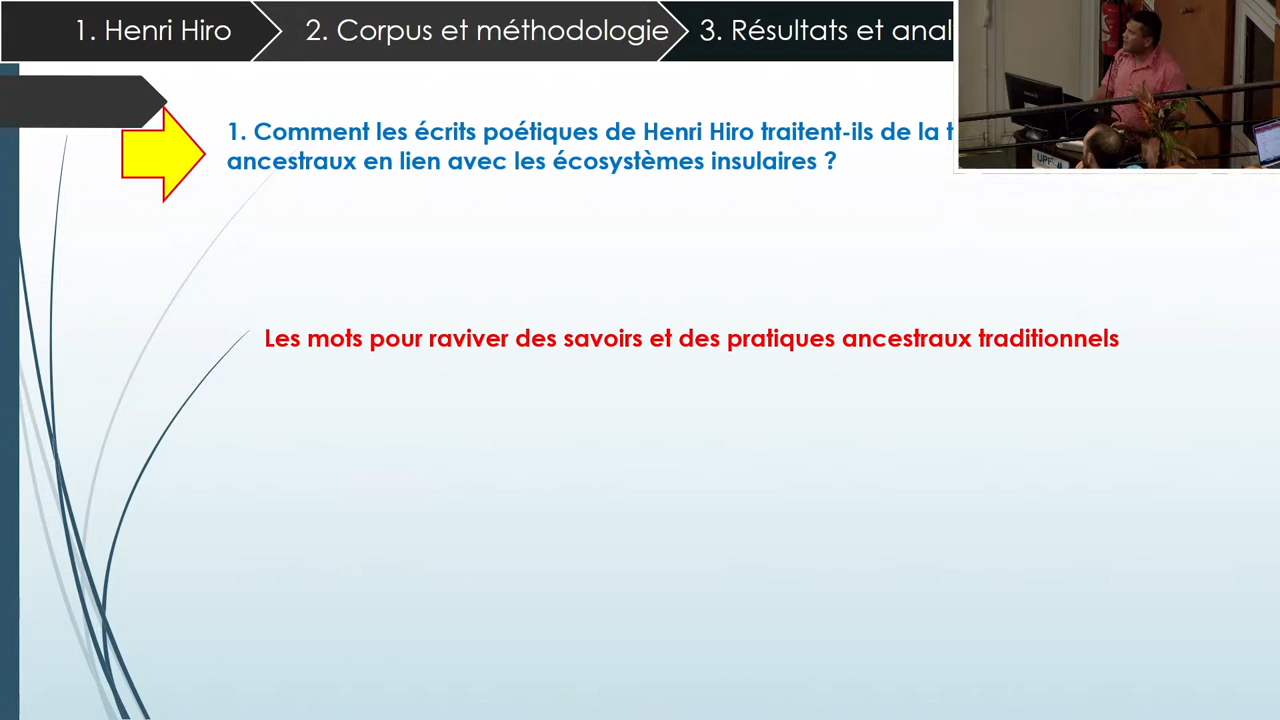 1. Henri Hiro
2. Corpus et méthodologie
3. Résultats et anal
1. Comment les écrits poétiques de Henri Hiro traitent-ils de la t
ancestraux en lien avec les écosystèmes insulaires ?
Les mots pour raviver des savoirs et des pratiques ancestraux traditionnels